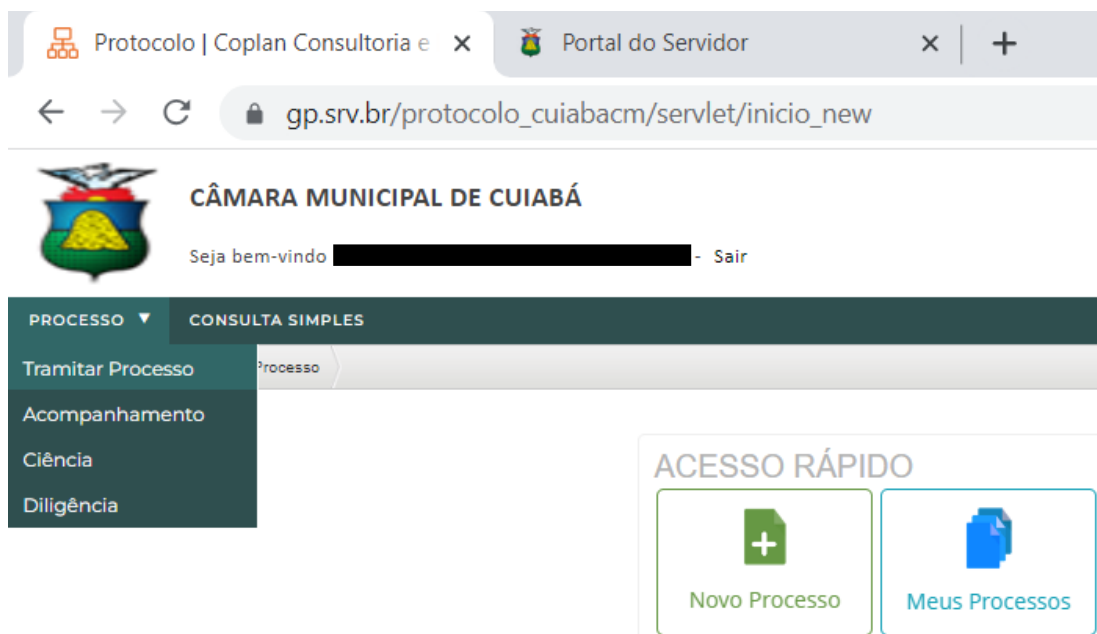 Protocolo | Coplan Consultoria e
Portal do Servidor
gp.srv.br/protocolo_cuiabacm/servlet/inicio_new
CÂMARA MUNICIPAL DE CUIABÁ
Seja bem-vindo - Sair
PROCESSO ▼ CONSULTA SIMPLES
Tramitar Processo
Processo
Acompanhamento
Ciência
Diligência
ACESSO RÁPIDO
Novo Processo
Meus Processos